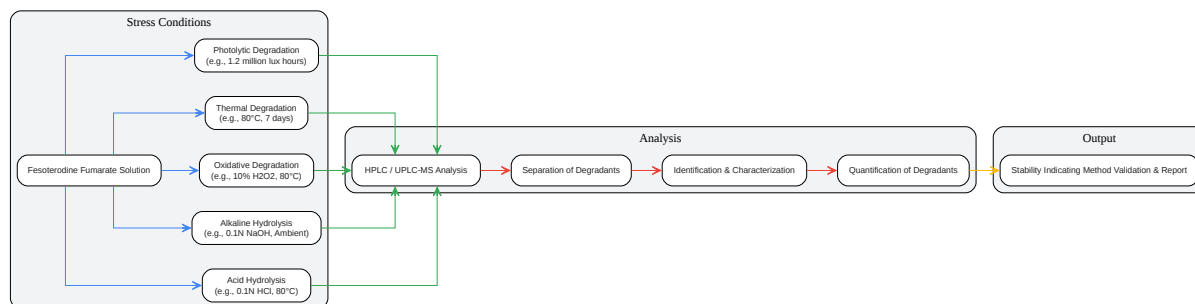 Stress Conditions
Photolytic Degradation
(e.g., 1.2 million lux hours)
Thermal Degradation
(e.g., 80°C, 7 days)
Fesoterodine Fumarate Solution
Oxidative Degradation
(e.g., 10% H2O2, 80°C)
Alkaline Hydrolysis
(e.g., 0.1N NaOH, Ambient)
Acid Hydrolysis
(e.g., 0.1N HCl, 80°C)
Analysis
HPLC / UPLC-MS Analysis
Separation of Degradants
Identification & Characterization
Quantification of Degradants
Output
Stability Indicating Method Validation & Report